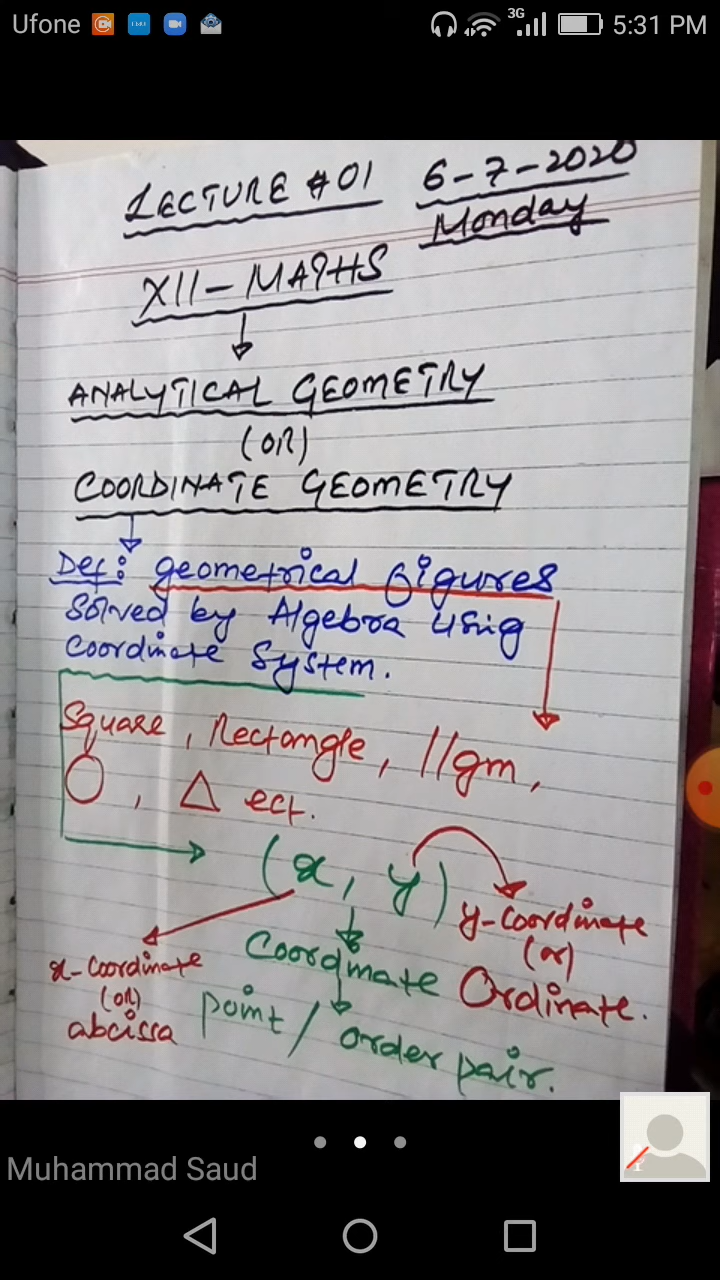 Ufone 3G 5:31 PM
LECTURE #01 6-7-2020
Monday
XII-MATHS
ANALYTICAL GEOMETRY
(OR)
COORDINATE GEOMETRY
Def: geometrical figures
Solved by Algebra using
Coordinate System.
Square, Rectangle, //gm,
, ect.
(x, y)
y-Coordinate
(or)
Ordinate.
x-Coordinate
(OR)
abcissa
Coordinate
point/ order pair.
Muhammad Saud